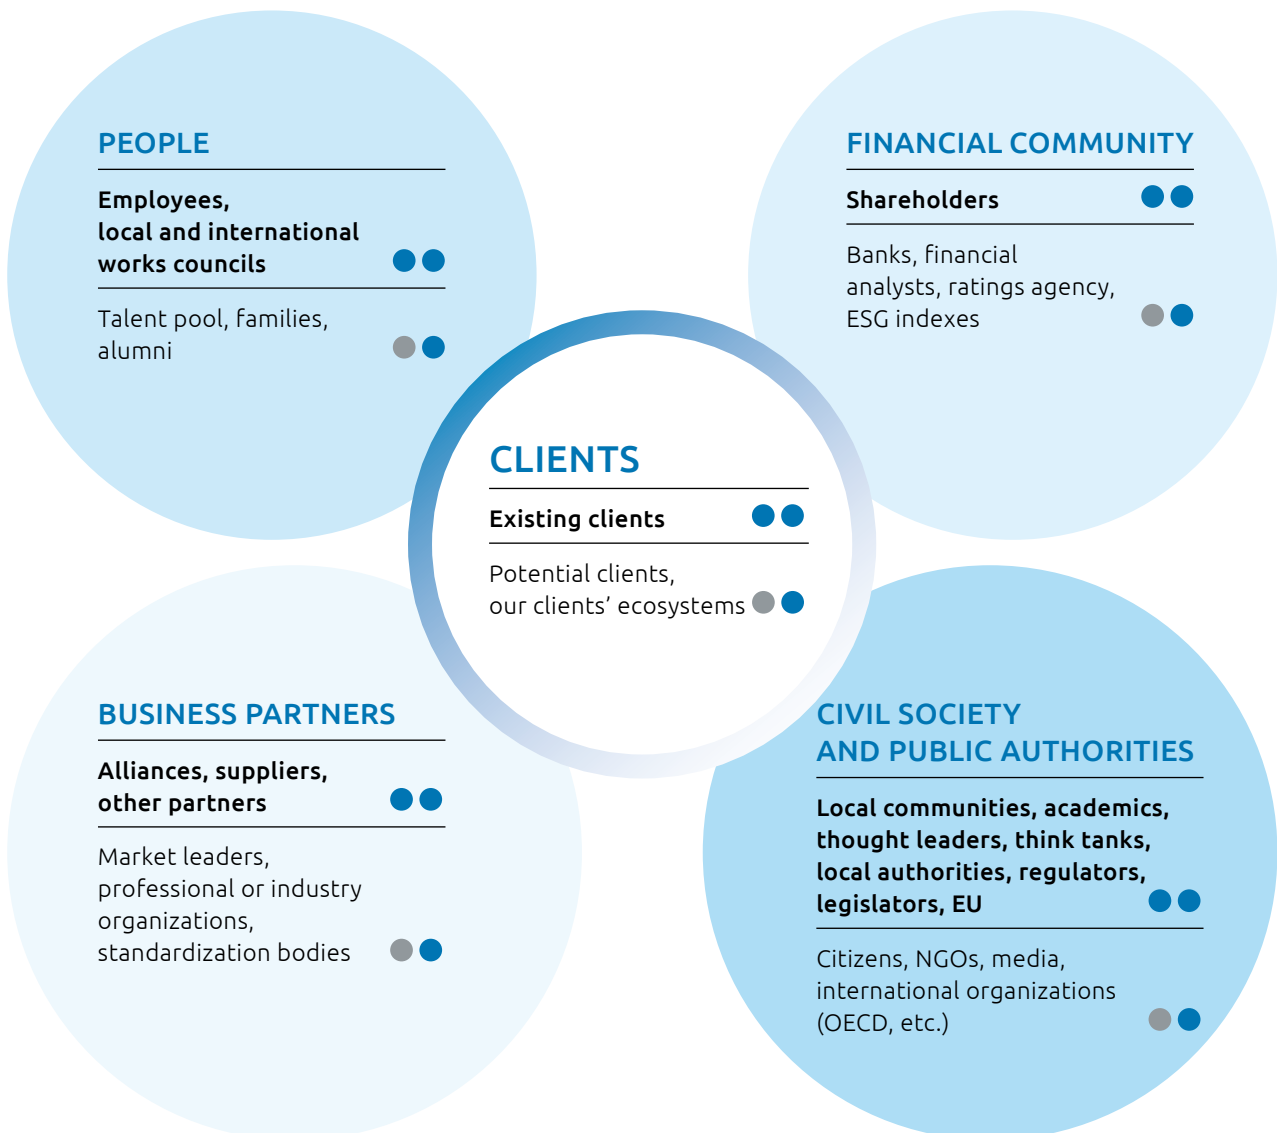 PEOPLE
Employees,
local and international
works councils
Talent pool, families,
alumni
FINANCIAL COMMUNITY
Shareholders
Banks, financial
analysts, ratings agency,
ESG indexes
CLIENTS
Existing clients
Potential clients,
our clients’ ecosystems
BUSINESS PARTNERS
Alliances, suppliers,
other partners
Market leaders,
professional or industry
organizations,
standardization bodies
CIVIL SOCIETY
AND PUBLIC AUTHORITIES
Local communities, academics,
thought leaders, think tanks,
local authorities, regulators,
legislators, EU
Citizens, NGOs, media,
international organizations
(OECD, etc.)